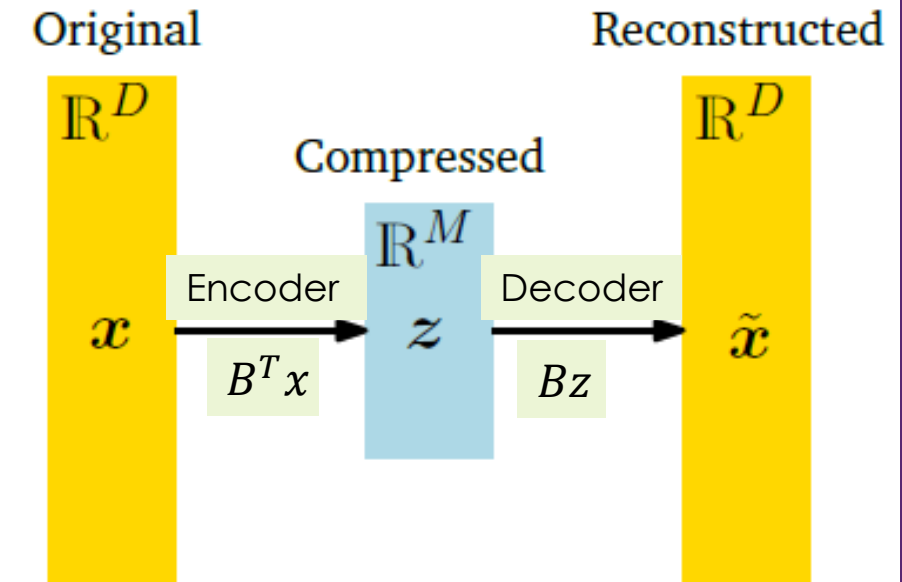 Original
Reconstructed
ℝ^D
ℝ^D
Compressed
ℝ^M
Encoder
Decoder
x
z
x̃
B^T x
Bz